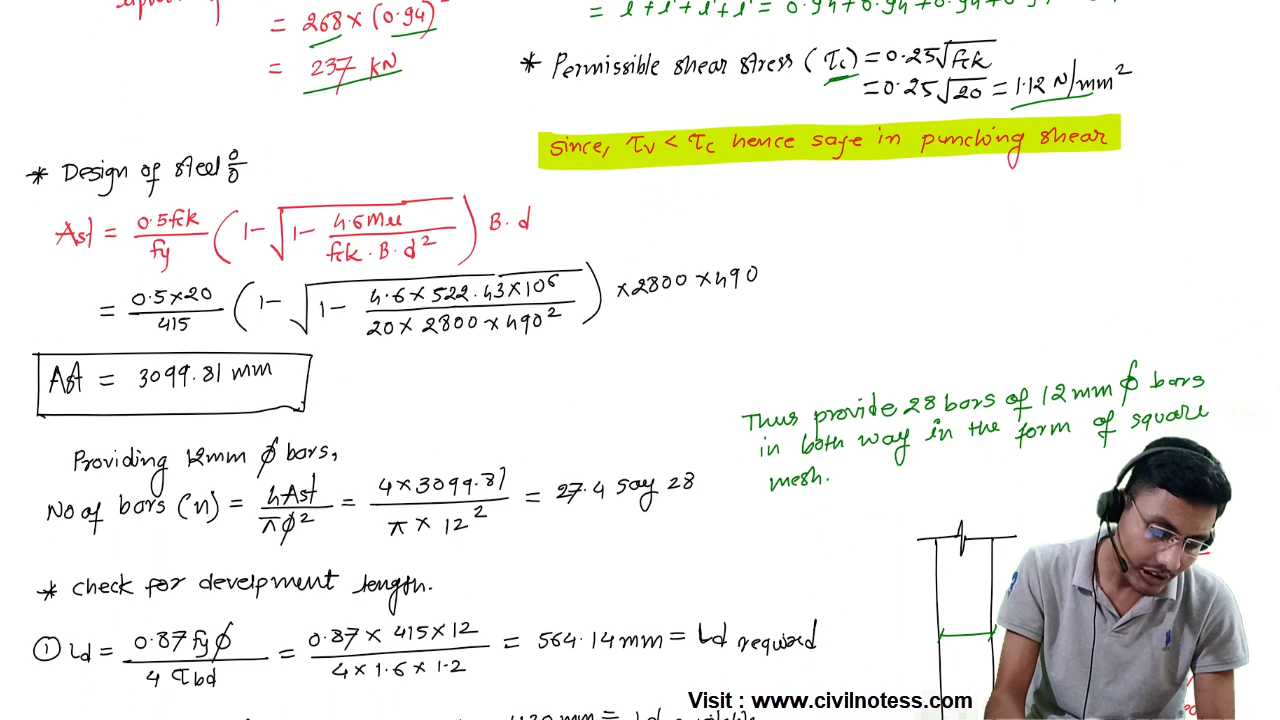 = 268 × (0.94)²
= 237 kN
= l + l + l + l = 0.94+0.94+0.94+0.94
* Permissible shear stress (τc) = 0.25√fck
= 0.25√20 = 1.12 N/mm²
Since, τv < τc hence safe in punching shear
* Design of steel %
Ast = 0.5fck/fy (1-√1- 4.6Mu/fck.B.d²) B.d
= 0.5×20/415 (1-√1- 4.6×522.43×10⁶/20×2800×490²) ×2800×490
Ast = 3099.81 mm
Thus provide 28 bars of 12mm ϕ bars
in both way in the form of square
mesh.
Providing 12mm ϕ bars,
No of bars (n) = 4Ast/πϕ² = 4×3099.81/π×12² = 27.4 say 28
* Check for develpment length.
① Ld = 0.87fyϕ/4τbd = 0.87×415×12/4×1.6×1.2 = 564.14mm = Ld required
Visit : www.civilnotess.com